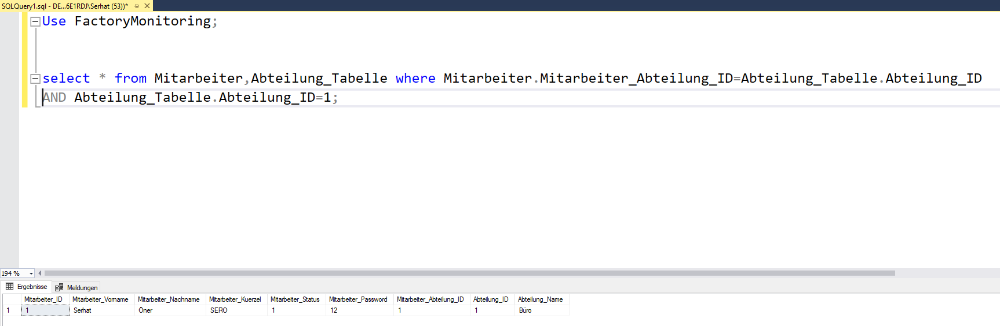 SQLQuery1.sql - DE...6E1RDJ\Serhat (53))*
Use FactoryMonitoring;
select * from Mitarbeiter,Abteilung_Tabelle where Mitarbeiter.Mitarbeiter_Abteilung_ID=Abteilung_Tabelle.Abteilung_ID
AND Abteilung_Tabelle.Abteilung_ID=1;
194 %
Ergebnisse Meldungen
Mitarbeiter_ID Mitarbeiter_Vorname Mitarbeiter_Nachname Mitarbeiter_Kuerzel Mitarbeiter_Status Mitarbeiter_Password Mitarbeiter_Abteilung_ID Abteilung_ID Abteilung_Name
1 1 Serhat Öner SERO 1 12 1 1 Büro